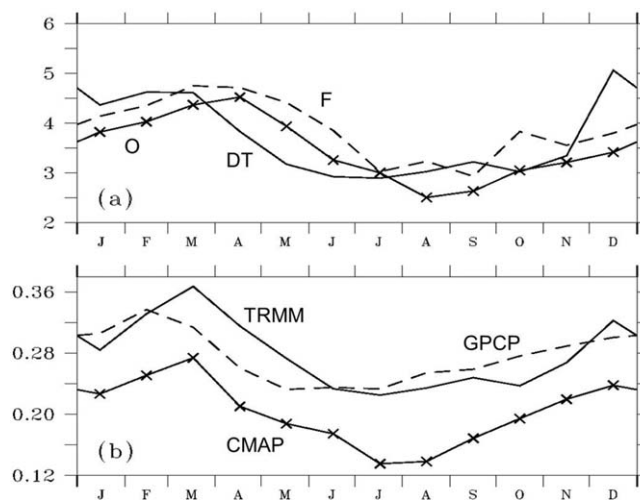 6
5
F
4
O
DT
3
(a)
2
J F M A M J J A S O N D
0.36
TRMM
GPCP
0.28
0.20
CMAP
(b)
0.12
J F M A M J J A S O N D